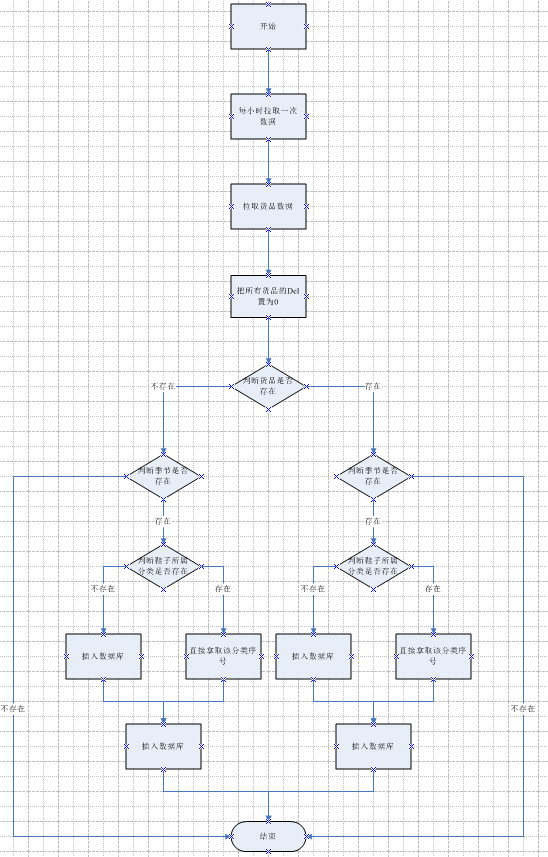 开始
每小时拉取一次
数据
拉取货品数据
把所有货品的Del
置为0
判断货品是否
存在
不存在
存在
判断季节是否
存在
判断季节是否
存在
存在
存在
判断鞋子所属
分类是否存在
判断鞋子所属
分类是否存在
不存在
存在
不存在
存在
插入数据库
直接拿取该分类序
号
插入数据库
直接拿取该分类序
号
不存在
不存在
插入数据库
插入数据库
结束